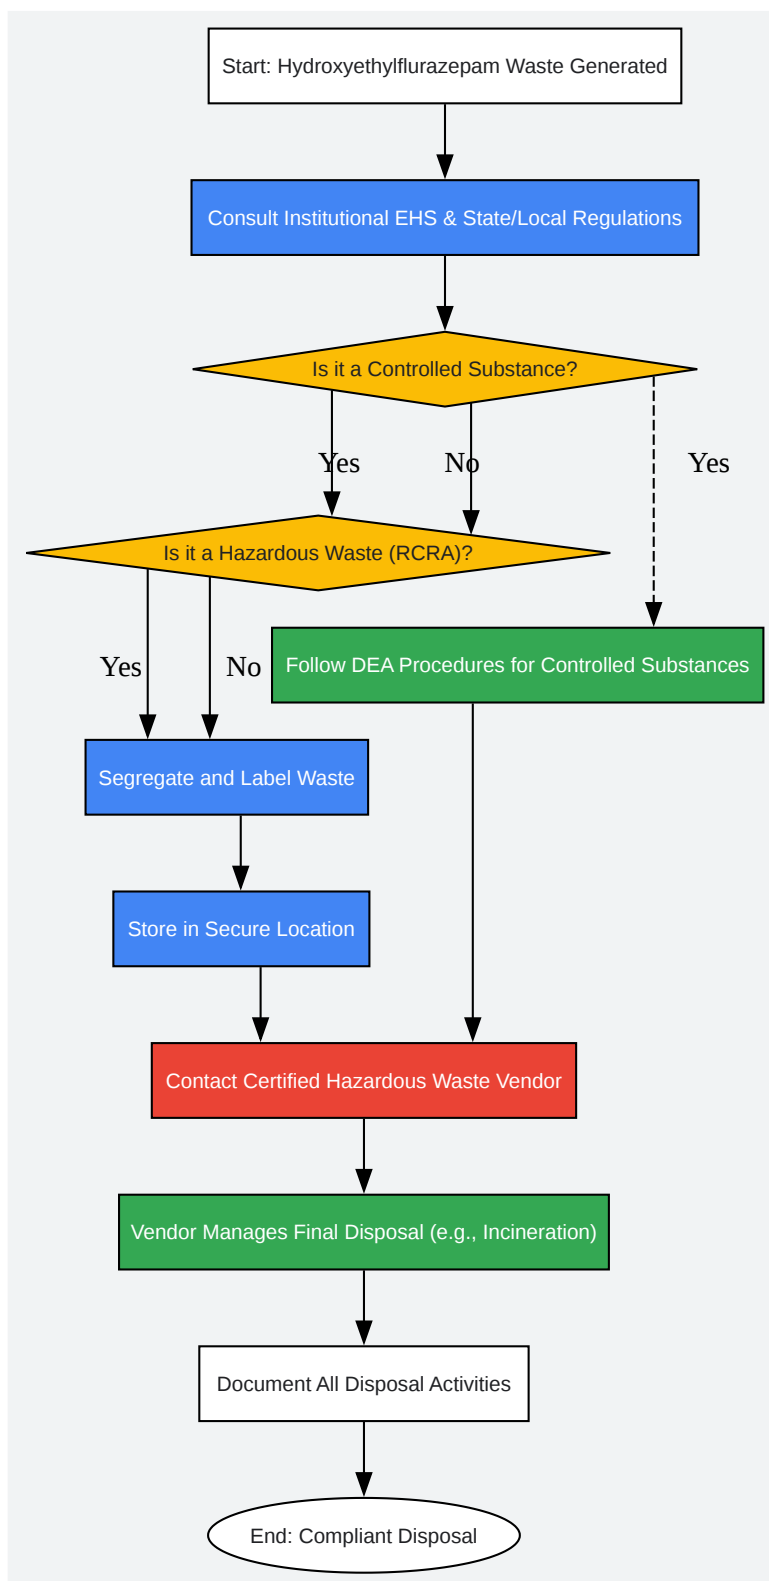 Start: Hydroxyethylflurazepam Waste Generated
Consult Institutional EHS & State/Local Regulations
Is it a Controlled Substance?
Yes
No
Yes
Is it a Hazardous Waste (RCRA)?
Yes
No
Follow DEA Procedures for Controlled Substances
Segregate and Label Waste
Store in Secure Location
Contact Certified Hazardous Waste Vendor
Vendor Manages Final Disposal (e.g., Incineration)
Document All Disposal Activities
End: Compliant Disposal